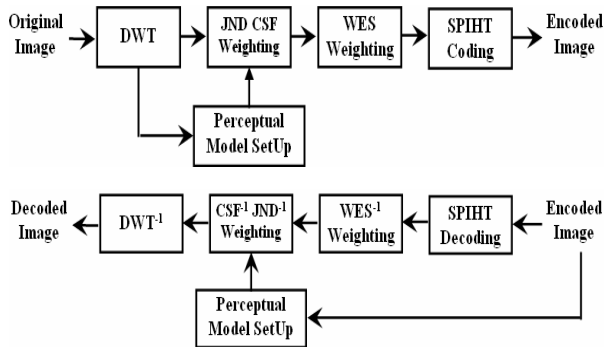 Original
Image
DWT
JND CSF
Weighting
WES
Weighting
SPIHT
Coding
Encoded
Image
Perceptual
Model SetUp
Decoded
Image
DWT⁻¹
CSF⁻¹ JND⁻¹
Weighting
WES⁻¹
Weighting
SPIHT
Decoding
Encoded
Image
Perceptual
Model SetUp